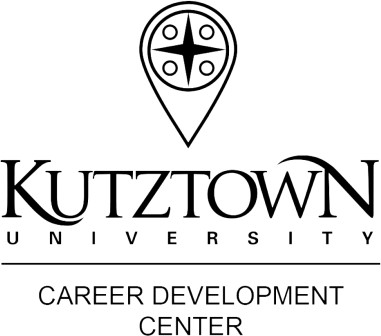 KUTZTOWN
UNIVERSITY
CAREER DEVELOPMENT
CENTER